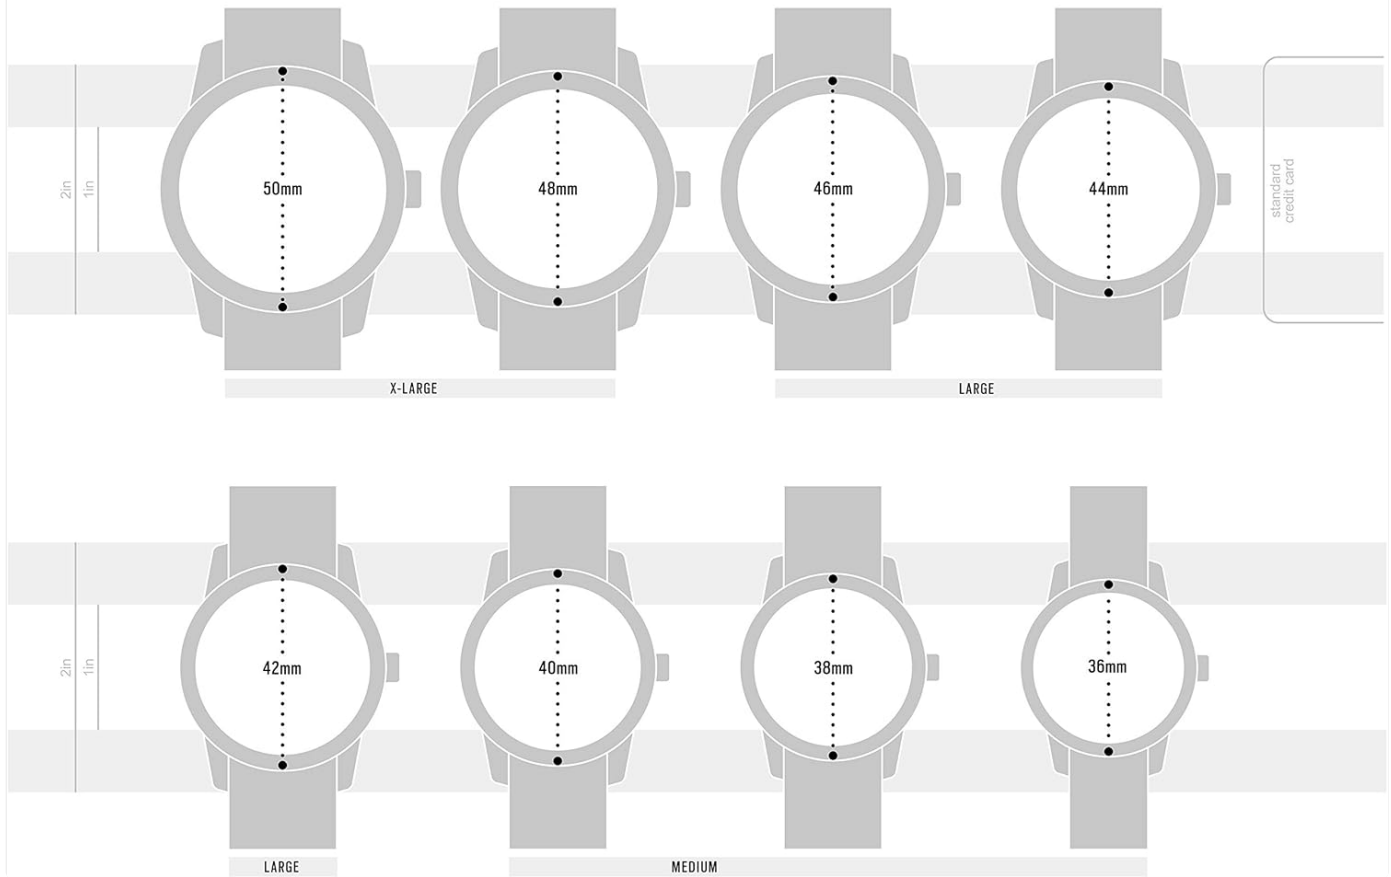 2in
1in
50mm
48mm
46mm
44mm
standard
credit card
X-LARGE
LARGE
2in
1in
42mm
40mm
38mm
36mm
LARGE
MEDIUM